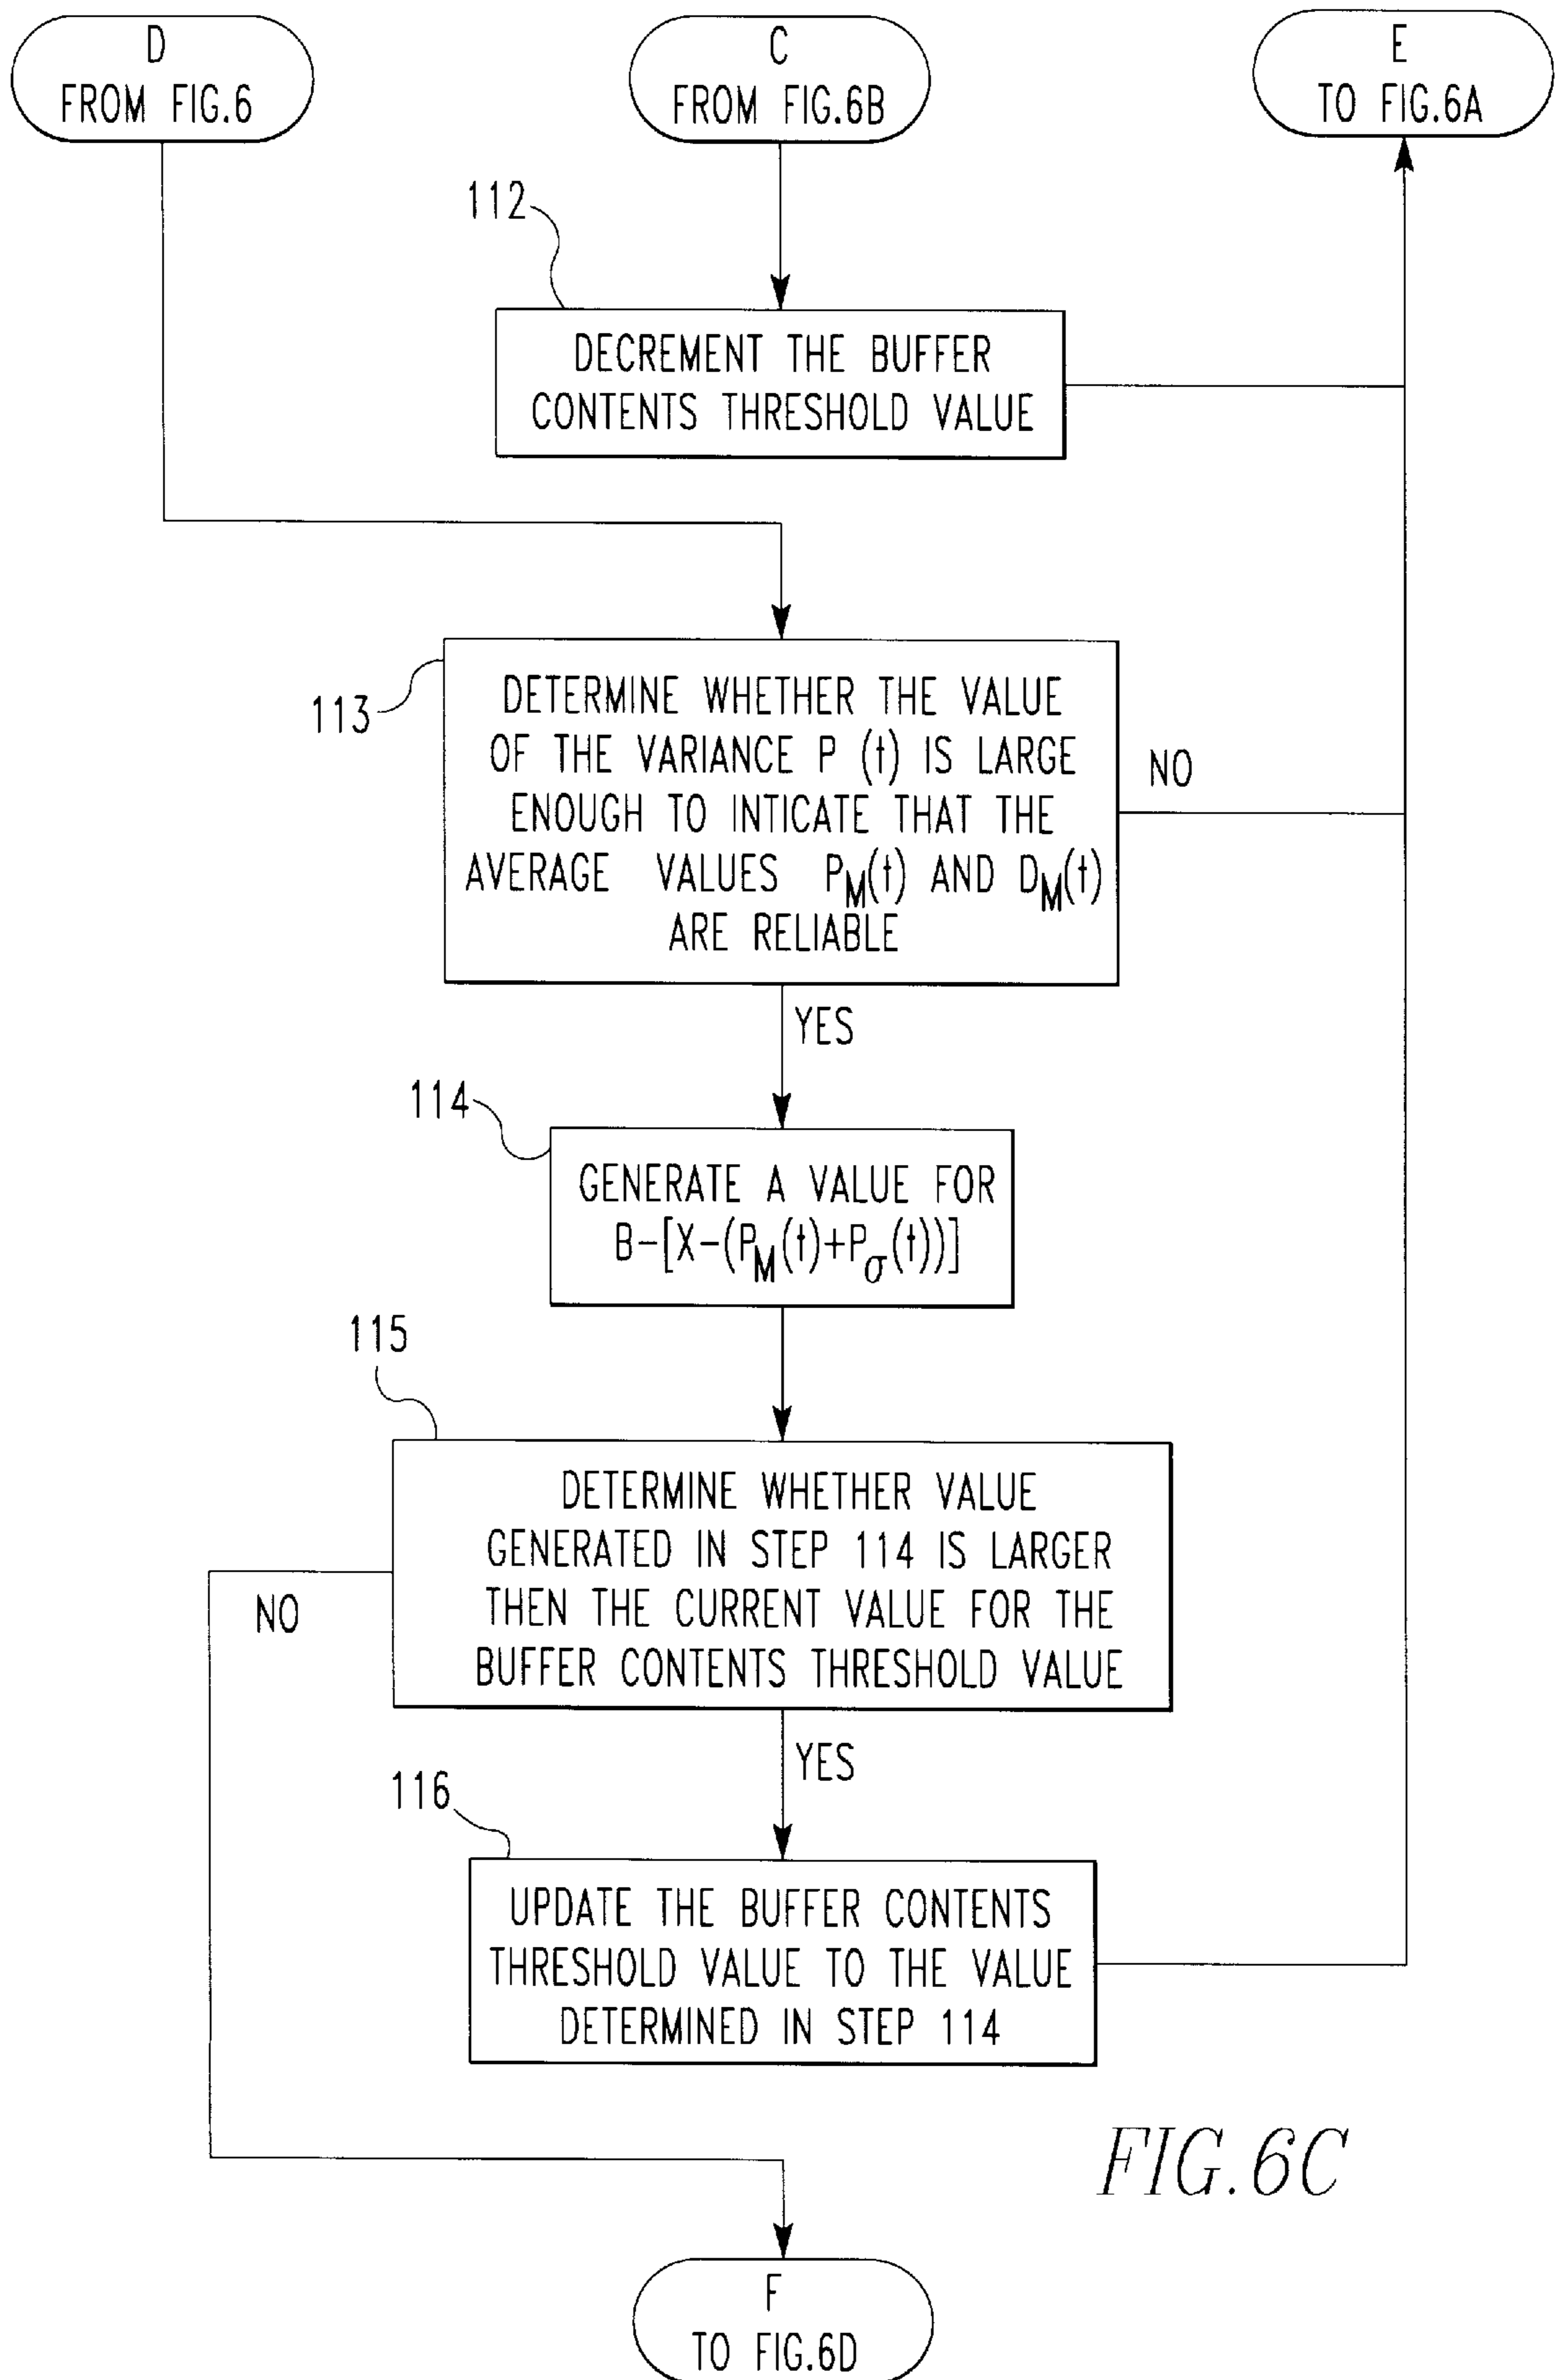 D
FROM FIG.6
C
FROM FIG.6B
E
TO FIG.6A
112
DECREMENT THE BUFFER
CONTENTS THRESHOLD VALUE
113
DETERMINE WHETHER THE VALUE
OF THE VARIANCE P (t) IS LARGE
ENOUGH TO INTICATE THAT THE
AVERAGE VALUES PM(t) AND DM(t)
ARE RELIABLE
NO
YES
114
GENERATE A VALUE FOR
B-[X-(PM(t)+Pσ(t))]
115
DETERMINE WHETHER VALUE
GENERATED IN STEP 114 IS LARGER
THEN THE CURRENT VALUE FOR THE
BUFFER CONTENTS THRESHOLD VALUE
NO
YES
116
UPDATE THE BUFFER CONTENTS
THRESHOLD VALUE TO THE VALUE
DETERMINED IN STEP 114
FIG.6C
F
TO FIG.6D